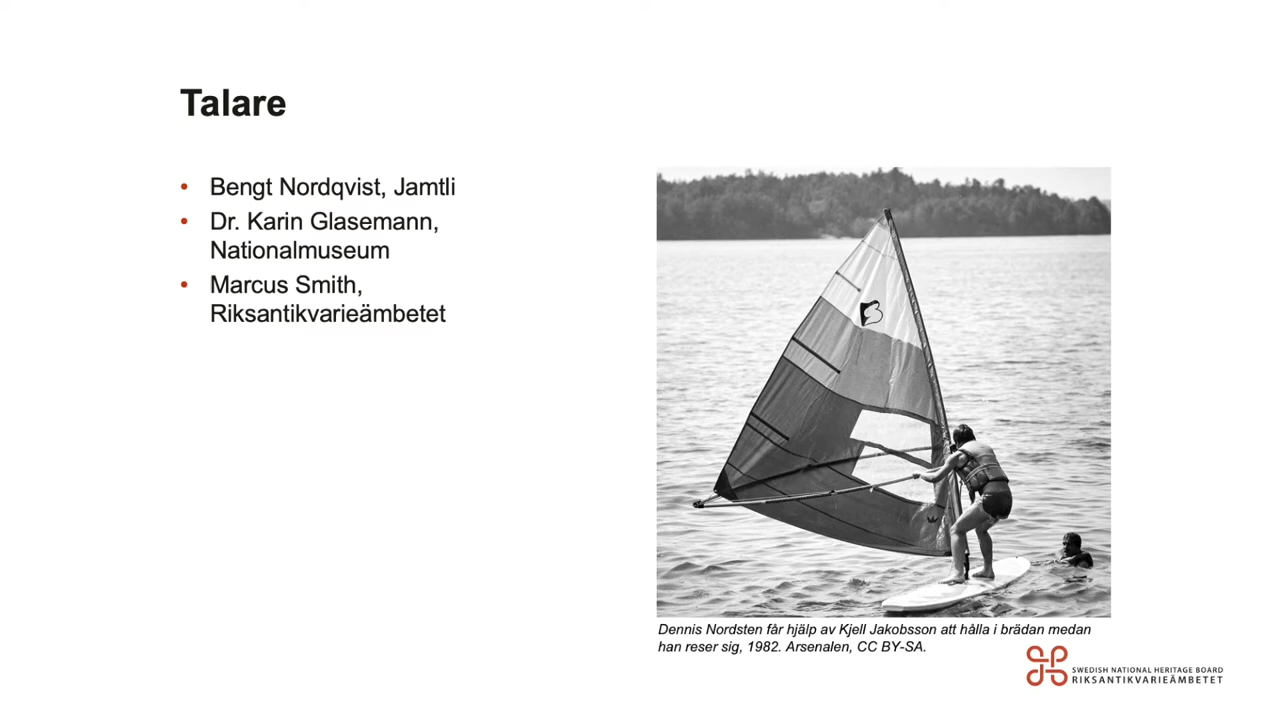 Talare
• Bengt Nordqvist, Jamtli
• Dr. Karin Glasemann,
Nationalmuseum
• Marcus Smith,
Riksantikvarieämbetet
Dennis Nordsten får hjälp av Kjell Jakobsson att hålla i brädan medan
han reser sig, 1982. Arsenalen, CC BY-SA.
SWEDISH NATIONAL HERITAGE BOARD
RIKSANTIKVARIEÄMBETET